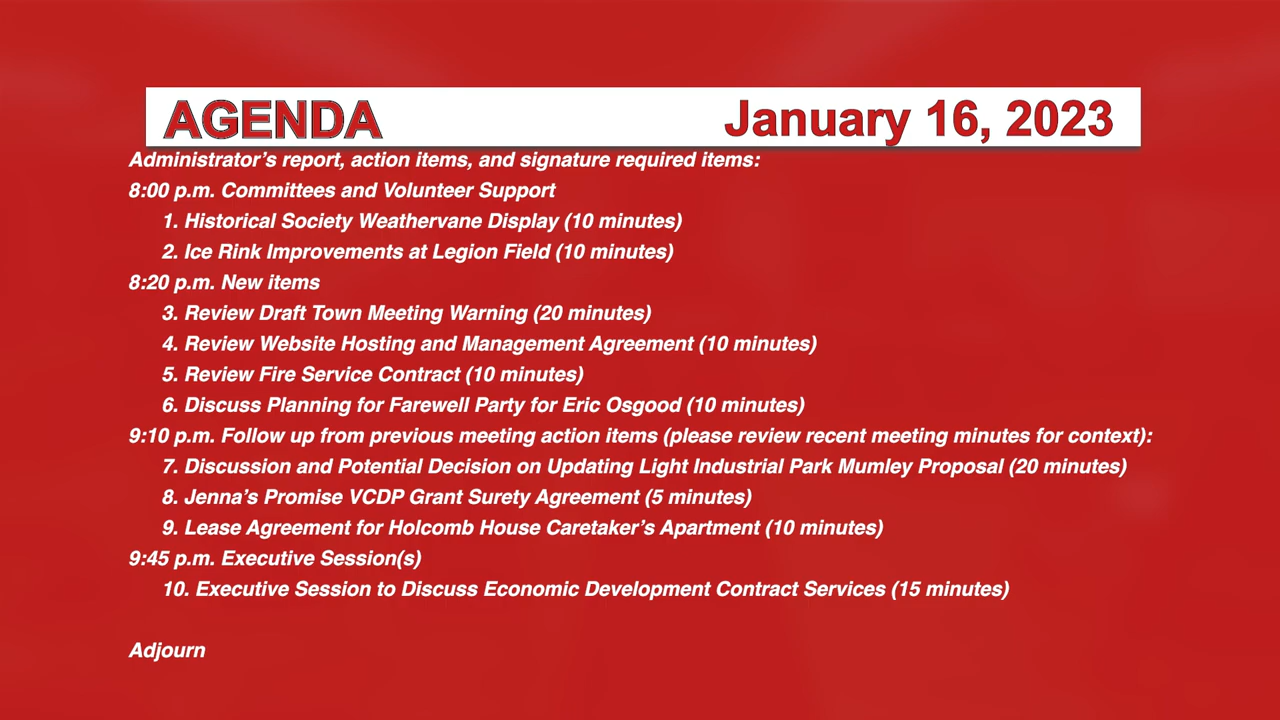 AGENDA January 16, 2023
Administrator's report, action items, and signature required items:
8:00 p.m. Committees and Volunteer Support
1. Historical Society Weathervane Display (10 minutes)
2. Ice Rink Improvements at Legion Field (10 minutes)
8:20 p.m. New items
3. Review Draft Town Meeting Warning (20 minutes)
4. Review Website Hosting and Management Agreement (10 minutes)
5. Review Fire Service Contract (10 minutes)
6. Discuss Planning for Farewell Party for Eric Osgood (10 minutes)
9:10 p.m. Follow up from previous meeting action items (please review recent meeting minutes for context):
7. Discussion and Potential Decision on Updating Light Industrial Park Mumley Proposal (20 minutes)
8. Jenna's Promise VCDP Grant Surety Agreement (5 minutes)
9. Lease Agreement for Holcomb House Caretaker's Apartment (10 minutes)
9:45 p.m. Executive Session(s)
10. Executive Session to Discuss Economic Development Contract Services (15 minutes)
Adjourn